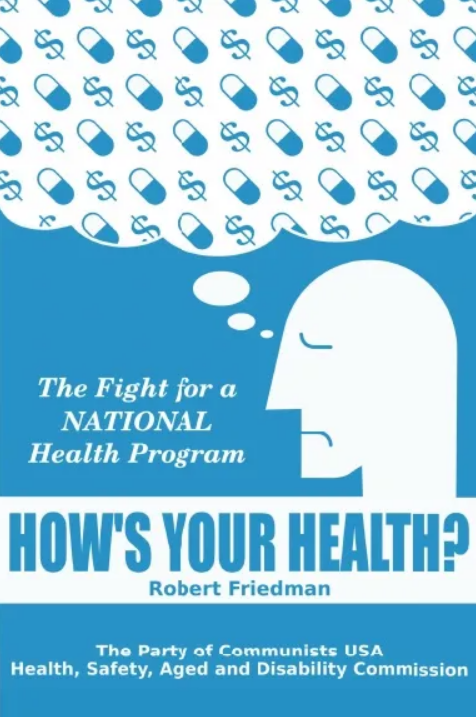 The Fight for a
NATIONAL
Health Program
HOW'S YOUR HEALTH?
Robert Friedman
The Party of Communists USA
Health, Safety, Aged and Disability Commission